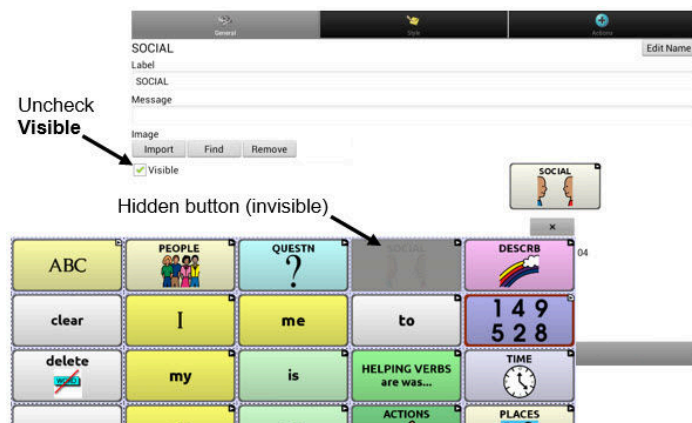 General Style Actions
SOCIAL Edit Name
Label
SOCIAL
Message
Uncheck
Visible
Image
Import Find Remove
Visible
SOCIAL
Hidden button (invisible)
×
04
ABC PEOPLE QUESTN ? SOCIAL DESCRB
clear I me to 1 4 9
5 2 8
delete WORD my is HELPING VERBS
are was... TIME
ACTIONS PLACES